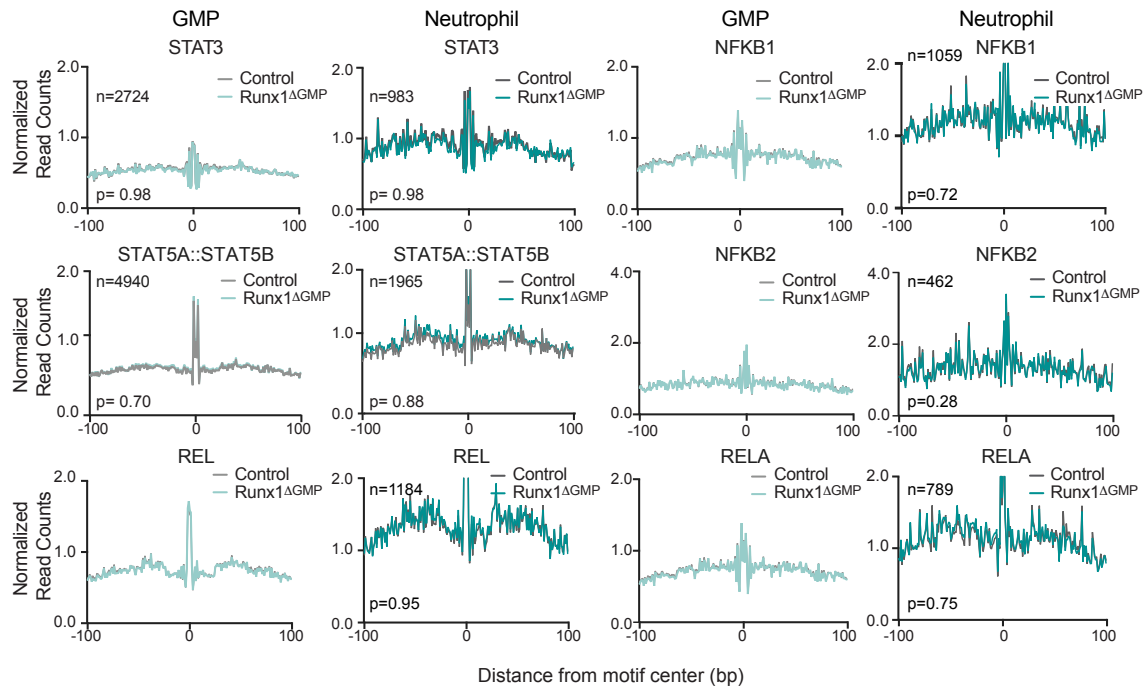 GMP
Neutrophil
GMP
Neutrophil
STAT3
STAT3
NFKB1
NFKB1
Normalized
Read Counts
2.0
1.0
0.0
-100
0
100
n=2724
p= 0.98
Control
Runx1ΔGMP
2.0
1.0
0.0
-100
0
100
n=983
p= 0.98
Control
Runx1ΔGMP
2.0
1.0
0.0
-100
0
100
Control
Runx1ΔGMP
2.0
1.0
0.0
-100
0
100
n=1059
p=0.72
Control
Runx1ΔGMP
STAT5A::STAT5B
STAT5A::STAT5B
NFKB2
NFKB2
Normalized
Read Counts
2.0
1.0
0.0
-100
0
100
n=4940
p= 0.70
Control
Runx1ΔGMP
2.0
1.0
0.0
-100
0
100
n=1965
p= 0.88
Control
Runx1ΔGMP
4.0
2.0
0.0
-100
0
100
Control
Runx1ΔGMP
4.0
2.0
0.0
-100
0
100
n=462
p=0.28
Control
Runx1ΔGMP
REL
REL
RELA
RELA
Normalized
Read Counts
2.0
1.0
0.0
-100
0
100
Control
Runx1ΔGMP
2.0
1.0
0.0
-100
0
100
n=1184
p=0.95
Control
Runx1ΔGMP
2.0
1.0
0.0
-100
0
100
Control
Runx1ΔGMP
2.0
1.0
0.0
-100
0
100
n=789
p=0.75
Control
Runx1ΔGMP
Distance from motif center (bp)